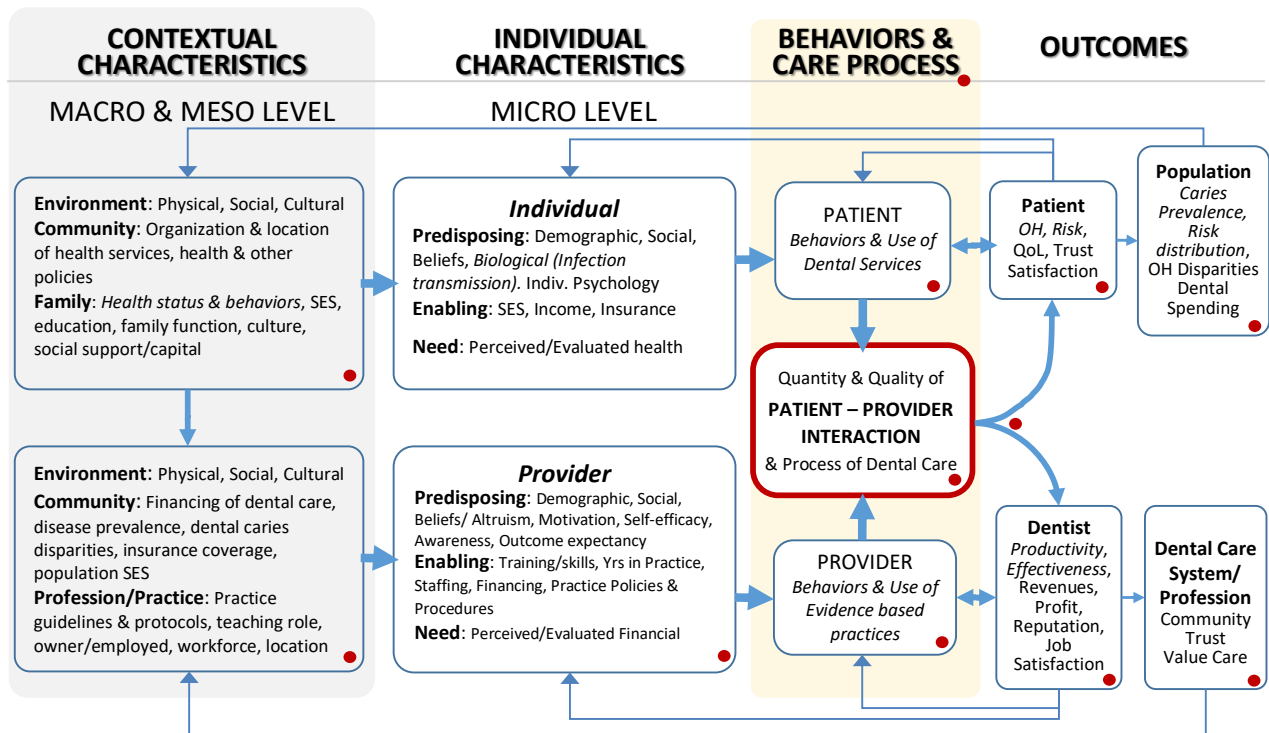 CONTEXTUAL
CHARACTERISTICS
INDIVIDUAL
CHARACTERISTICS
BEHAVIORS &
CARE PROCESS
OUTCOMES
MACRO & MESO LEVEL
MICRO LEVEL
Environment: Physical, Social, Cultural
Community: Organization & location
of health services, health & other
policies
Family: Health status & behaviors, SES,
education, family function, culture,
social support/capital
Individual
Predisposing: Demographic, Social,
Beliefs, Biological (Infection
transmission). Indiv. Psychology
Enabling: SES, Income, Insurance
Need: Perceived/Evaluated health
PATIENT
Behaviors & Use of
Dental Services
Patient
OH, Risk,
QoL, Trust
Satisfaction
Population
Caries
Prevalence,
Risk
distribution,
OH Disparities
Dental
Spending
Quantity & Quality of
PATIENT – PROVIDER
INTERACTION
& Process of Dental Care
Environment: Physical, Social, Cultural
Community: Financing of dental care,
disease prevalence, dental caries
disparities, insurance coverage,
population SES
Profession/Practice: Practice
guidelines & protocols, teaching role,
owner/employed, workforce, location
Provider
Predisposing: Demographic, Social,
Beliefs/ Altruism, Motivation, Self-efficacy,
Awareness, Outcome expectancy
Enabling: Training/skills, Yrs in Practice,
Staffing, Financing, Practice Policies &
Procedures
Need: Perceived/Evaluated Financial
PROVIDER
Behaviors & Use of
Evidence based
practices
Dentist
Productivity,
Effectiveness,
Revenues,
Profit,
Reputation,
Job
Satisfaction
Dental Care
System/
Profession
Community
Trust
Value Care